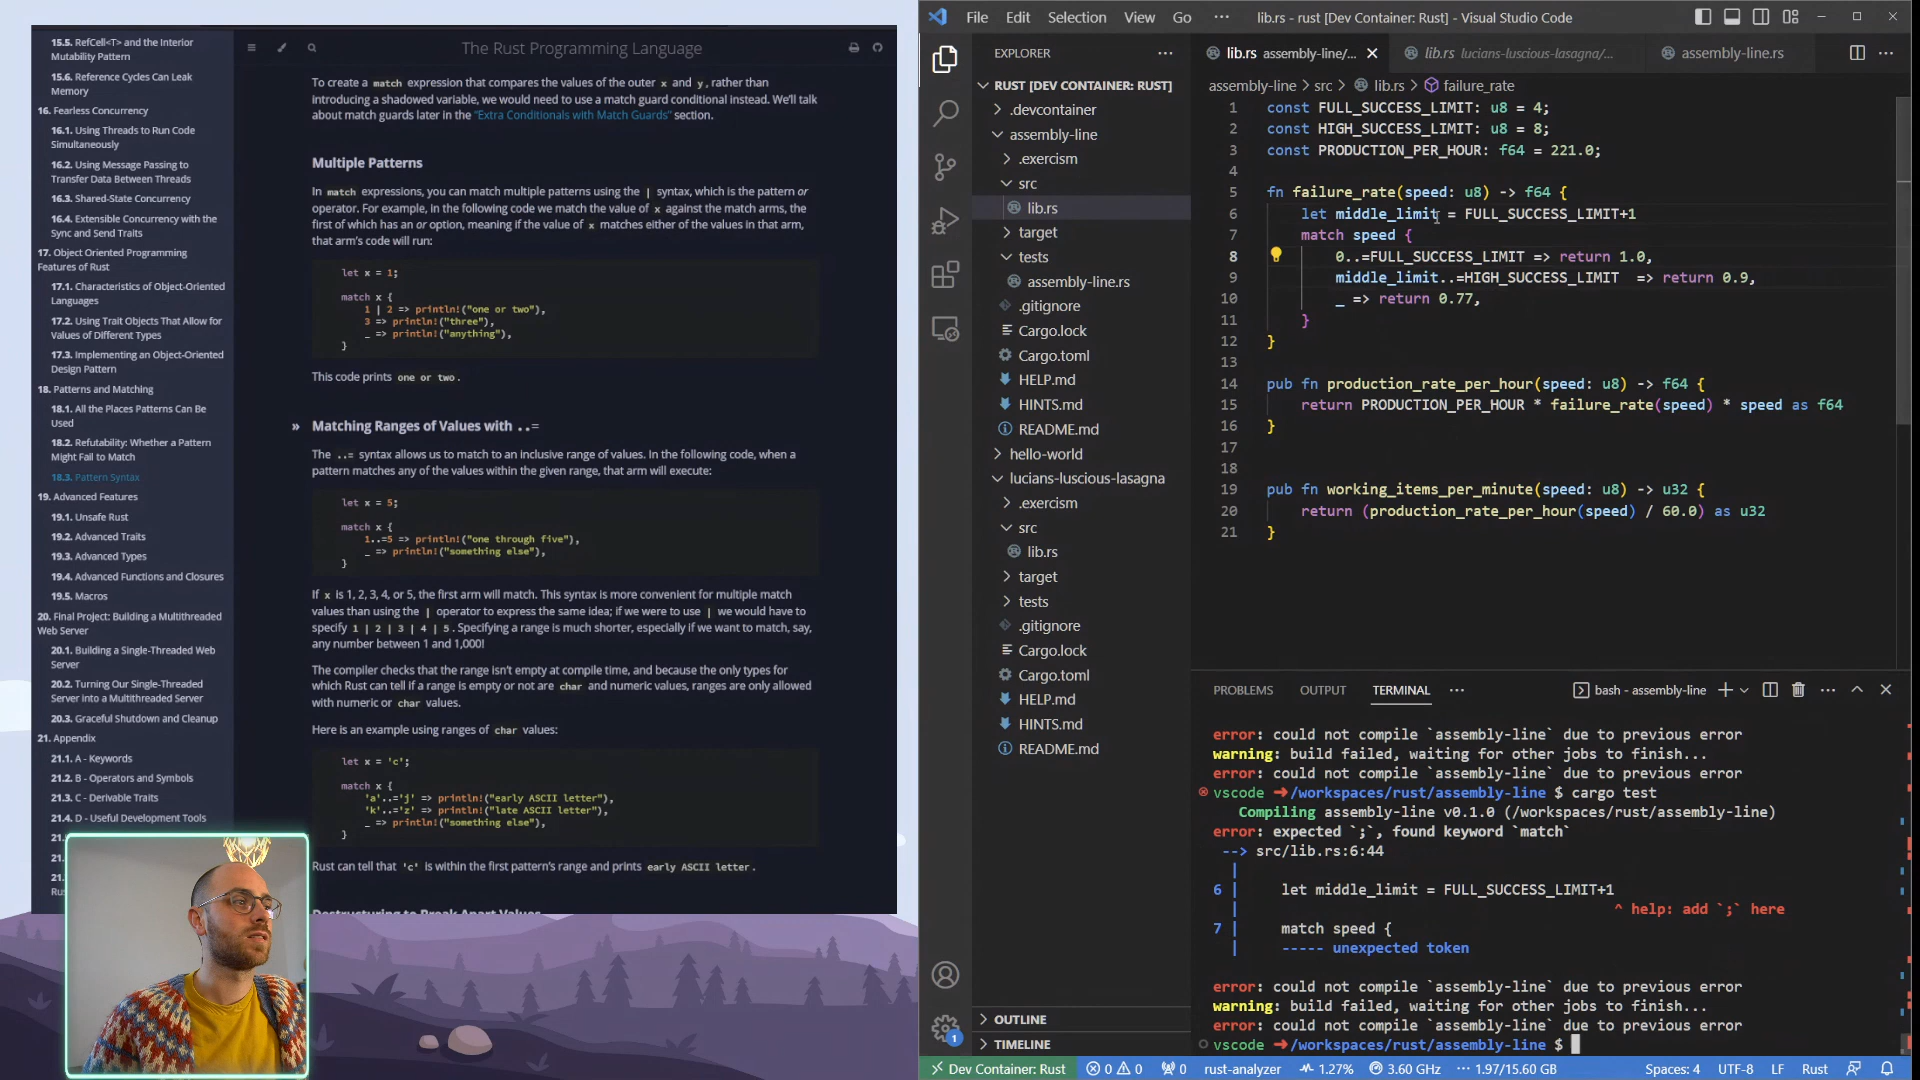 15.5. RefCell<T> and the Interior
Mutability Pattern
15.6. Reference Cycles Can Leak
Memory
16. Fearless Concurrency
16.1. Using Threads to Run Code
Simultaneously
16.2. Using Message Passing to
Transfer Data Between Threads
16.3. Shared-State Concurrency
16.4. Extensible Concurrency with the
Sync and Send Traits
17. Object Oriented Programming
Features of Rust
17.1. Characteristics of Object-Oriented
Languages
17.2. Using Trait Objects That Allow for
Values of Different Types
17.3. Implementing an Object-Oriented
Design Pattern
18. Patterns and Matching
18.1. All the Places Patterns Can Be
Used
18.2. Refutability: Whether a Pattern
Might Fail to Match
18.3. Pattern Syntax
19. Advanced Features
19.1. Unsafe Rust
19.2. Advanced Traits
19.3. Advanced Types
19.4. Advanced Functions and Closures
19.5. Macros
20. Final Project: Building a Multithreaded
Web Server
20.1. Building a Single-Threaded Web
Server
20.2. Turning Our Single-Threaded
Server into a Multithreaded Server
20.3. Graceful Shutdown and Cleanup
21. Appendix
21.1. A - Keywords
21.2. B - Operators and Symbols
21.3. C - Derivable Traits
21.4. D - Useful Development Tools
The Rust Programming Language
To create a match expression that compares the values of the outer x and y, rather than
introducing a shadowed variable, we would need to use a match guard conditional instead. We'll talk
about match guards later in the "Extra Conditionals with Match Guards" section.
Multiple Patterns
In match expressions, you can match multiple patterns using the | syntax, which is the pattern or
operator. For example, in the following code we match the value of x against the match arms, the
first of which has an or option, meaning if the value of x matches either of the values in that arm,
that arm's code will run:
let x = 1;
match x {
1 | 2 => println!("one or two"),
3 => println!("three"),
_ => println!("anything"),
}
This code prints one or two.
» Matching Ranges of Values with ..=
The ..= syntax allows us to match to an inclusive range of values. In the following code, when a
pattern matches any of the values within the given range, that arm will execute:
let x = 5;
match x {
1..=5 => println!("one through five"),
_ => println!("something else"),
}
If x is 1, 2, 3, 4, or 5, the first arm will match. This syntax is more convenient for multiple match
values than using the | operator to express the same idea; if we were to use | we would have to
specify 1 | 2 | 3 | 4 | 5. Specifying a range is much shorter, especially if we want to match, say,
any number between 1 and 1,000!
The compiler checks that the range isn't empty at compile time, and because the only types for
which Rust can tell if a range is empty or not are char and numeric values, ranges are only allowed
with numeric or char values.
Here is an example using ranges of char values:
let x = 'c';
match x {
'a'..='j' => println!("early ASCII letter"),
'k'..='z' => println!("late ASCII letter"),
_ => println!("something else"),
}
Rust can tell that 'c' is within the first pattern's range and prints early ASCII letter.
Destructuring to Break Apart Values
File Edit Selection View Go ··· lib.rs - rust [Dev Container: Rust] - Visual Studio Code
EXPLORER
RUST [DEV CONTAINER: RUST]
.devcontainer
assembly-line
.exercism
src
lib.rs
target
tests
assembly-line.rs
.gitignore
Cargo.lock
Cargo.toml
HELP.md
HINTS.md
README.md
hello-world
lucians-luscious-lasagna
.exercism
src
lib.rs
target
tests
.gitignore
Cargo.lock
Cargo.toml
HELP.md
HINTS.md
README.md
OUTLINE
TIMELINE
lib.rs assembly-line/... lib.rs lucians-luscious-lasagna/... assembly-line.rs
assembly-line > src > lib.rs > failure_rate
1 const FULL_SUCCESS_LIMIT: u8 = 4;
2 const HIGH_SUCCESS_LIMIT: u8 = 8;
3 const PRODUCTION_PER_HOUR: f64 = 221.0;
4
5 fn failure_rate(speed: u8) -> f64 {
6 let middle_limit = FULL_SUCCESS_LIMIT+1
7 match speed {
8 0..=FULL_SUCCESS_LIMIT => return 1.0,
9 middle_limit..=HIGH_SUCCESS_LIMIT => return 0.9,
10 _ => return 0.77,
11 }
12 }
13
14 pub fn production_rate_per_hour(speed: u8) -> f64 {
15 return PRODUCTION_PER_HOUR * failure_rate(speed) * speed as f64
16 }
17
18
19 pub fn working_items_per_minute(speed: u8) -> u32 {
20 return (production_rate_per_hour(speed) / 60.0) as u32
21 }
PROBLEMS OUTPUT TERMINAL ··· bash - assembly-line
error: could not compile `assembly-line` due to previous error
warning: build failed, waiting for other jobs to finish...
error: could not compile `assembly-line` due to previous error
vscode ➜ /workspaces/rust/assembly-line $ cargo test
Compiling assembly-line v0.1.0 (/workspaces/rust/assembly-line)
error: expected `;`, found keyword `match`
--> src/lib.rs:6:44
|
6 | let middle_limit = FULL_SUCCESS_LIMIT+1
| ^ help: add `;` here
7 | match speed {
| ----- unexpected token
error: could not compile `assembly-line` due to previous error
warning: build failed, waiting for other jobs to finish...
error: could not compile `assembly-line` due to previous error
vscode ➜ /workspaces/rust/assembly-line $
1
Dev Container: Rust 0 0 0 rust-analyzer 1.27% 3.60 GHz ··· 1.97/15.60 GB Spaces: 4 UTF-8 LF Rust